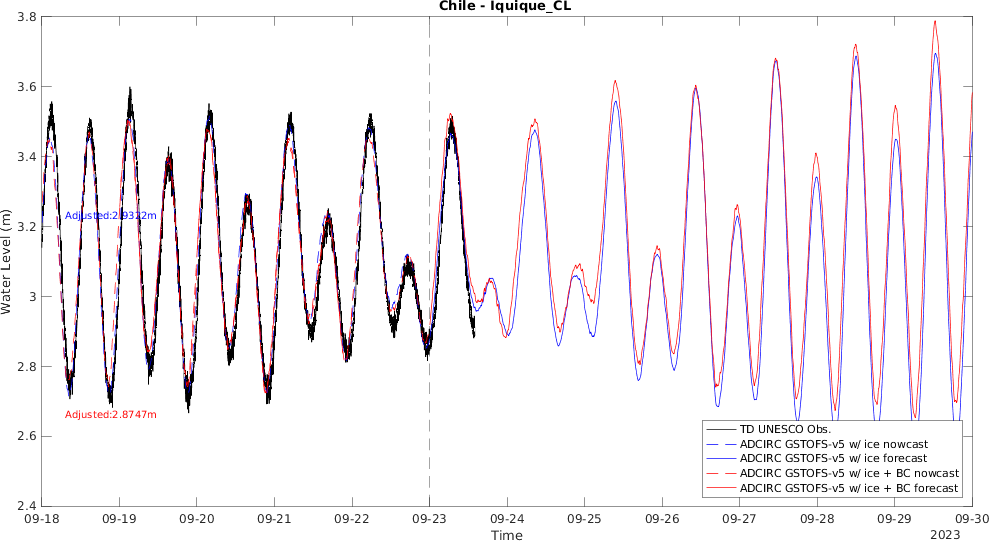 Chile - Iquique_CL
3.8
3.6
3.4
3.2
3
2.8
2.6
2.4
Water Level (m)
Adjusted:2.9322m
Adjusted:2.8747m
TD UNESCO Obs.
ADCIRC GSTOFS-v5 w/ ice nowcast
ADCIRC GSTOFS-v5 w/ ice forecast
ADCIRC GSTOFS-v5 w/ ice + BC nowcast
ADCIRC GSTOFS-v5 w/ ice + BC forecast
09-18 09-19 09-20 09-21 09-22 09-23 09-24 09-25 09-26 09-27 09-28 09-29 09-30
Time
2023